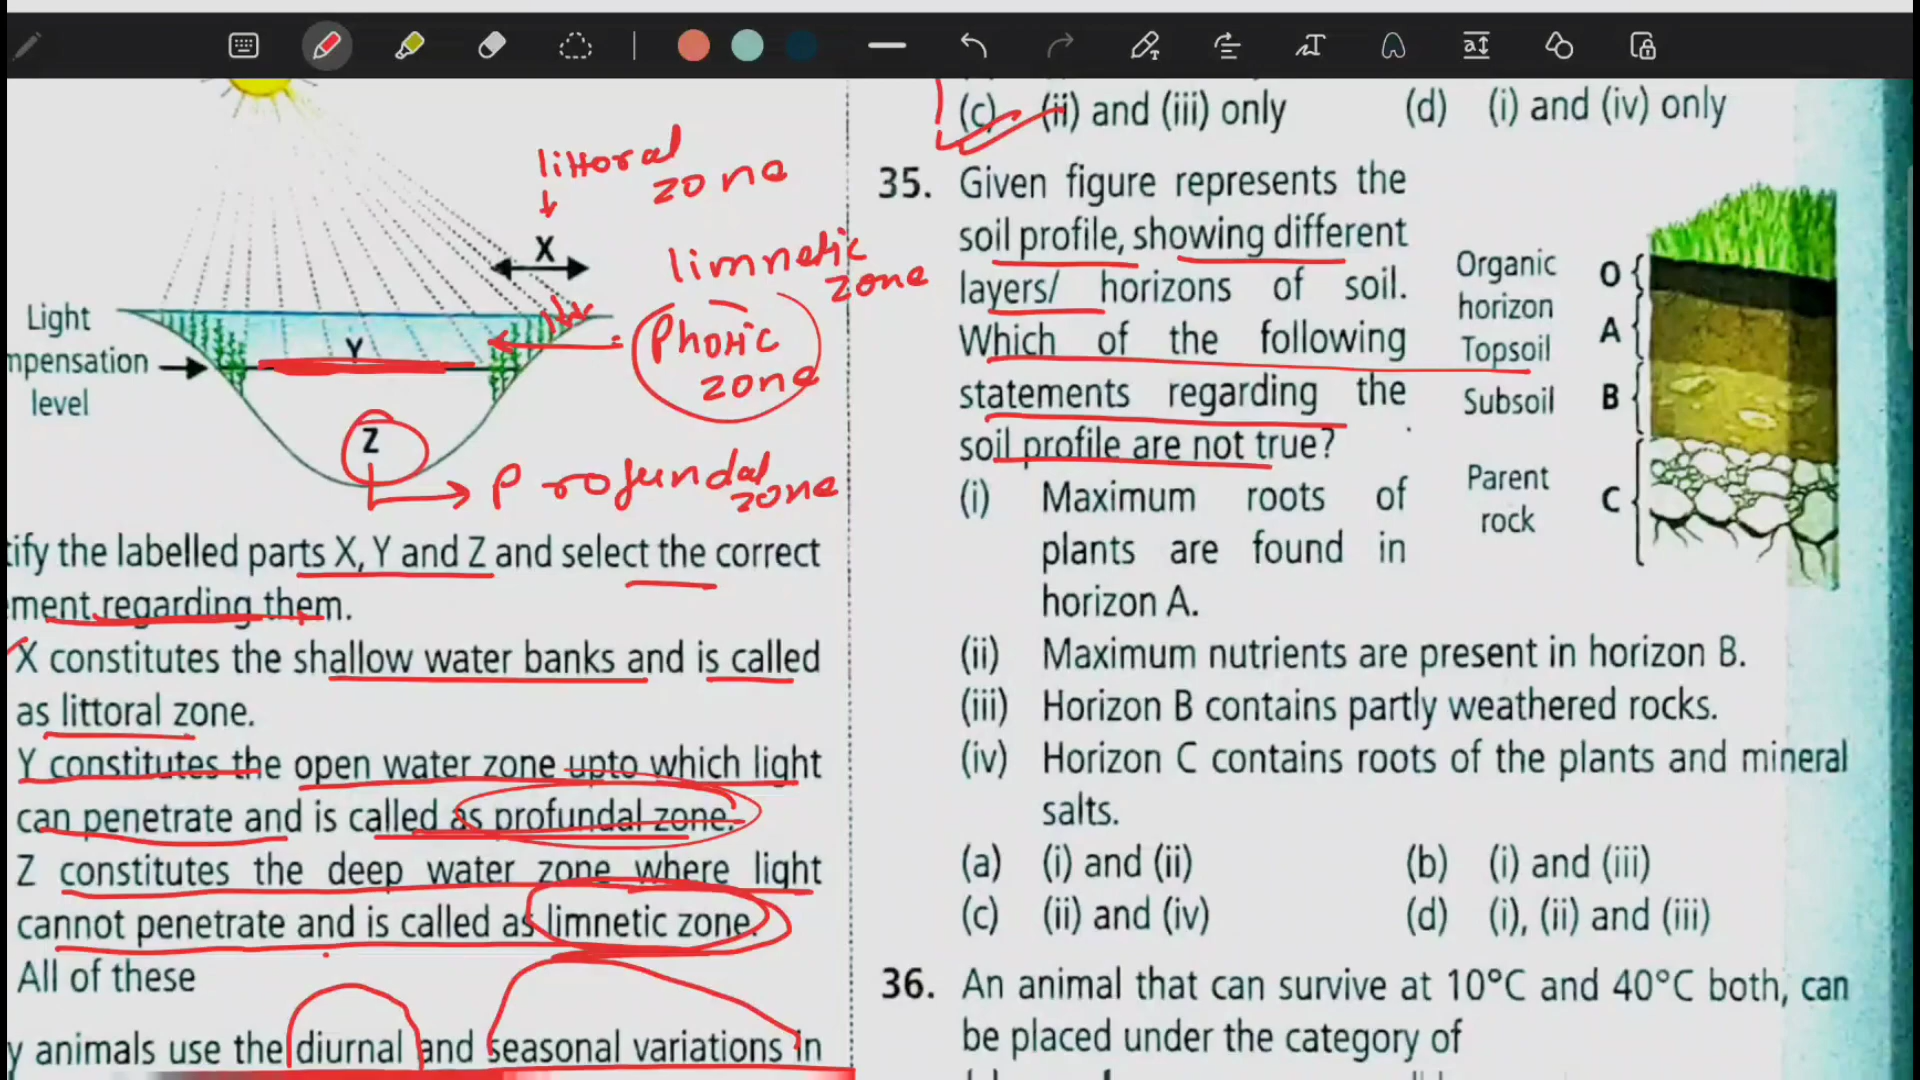 littoral
zone
X
limnetic
zone
Photic
zone
Light
mpensation
level
Y
Z
Profundal
zone
tify the labelled parts X, Y and Z and select the correct
ement regarding them.
X constitutes the shallow water banks and is called
as littoral zone.
Y constitutes the open water zone upto which light
can penetrate and is called as profundal zone.
Z constitutes the deep water zone where light
cannot penetrate and is called as limnetic zone.
All of these
y animals use the diurnal and seasonal variations in
(c) (ii) and (iii) only (d) (i) and (iv) only
35. Given figure represents the
soil profile, showing different
layers/ horizons of soil.
Which of the following
statements regarding the
soil profile are not true?
Organic
horizon
O
Topsoil
A
Subsoil
B
Parent
rock
C
(i) Maximum roots of
plants are found in
horizon A.
(ii) Maximum nutrients are present in horizon B.
(iii) Horizon B contains partly weathered rocks.
(iv) Horizon C contains roots of the plants and mineral
salts.
(a) (i) and (ii) (b) (i) and (iii)
(c) (ii) and (iv) (d) (i), (ii) and (iii)
36. An animal that can survive at 10°C and 40°C both, can
be placed under the category of